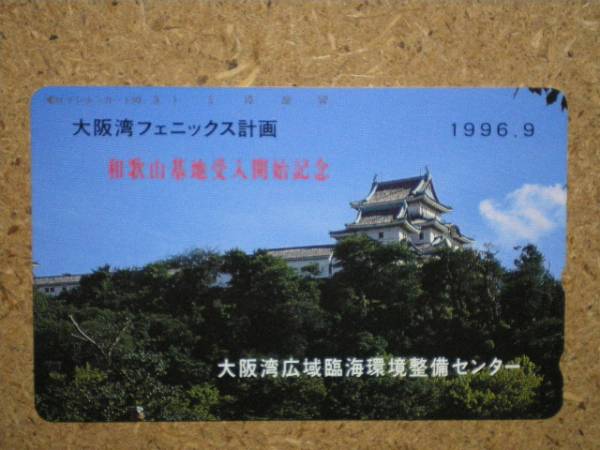 大阪湾フェニックス計画
1996.9
和歌山基地受入開始記念
大阪湾広域臨海環境整備センター